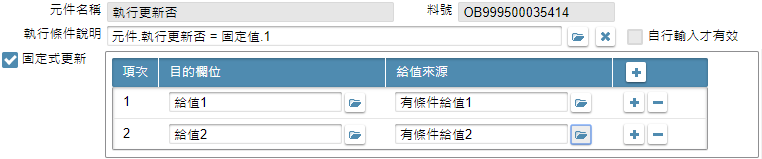 元件名稱 執行更新否 料號 OB999500035414
執行條件說明 元件.執行更新否 = 固定值.1 自行輸入才有效
固定式更新
項次 目的欄位 給值來源
1 給值1 有條件給值1
2 給值2 有條件給值2